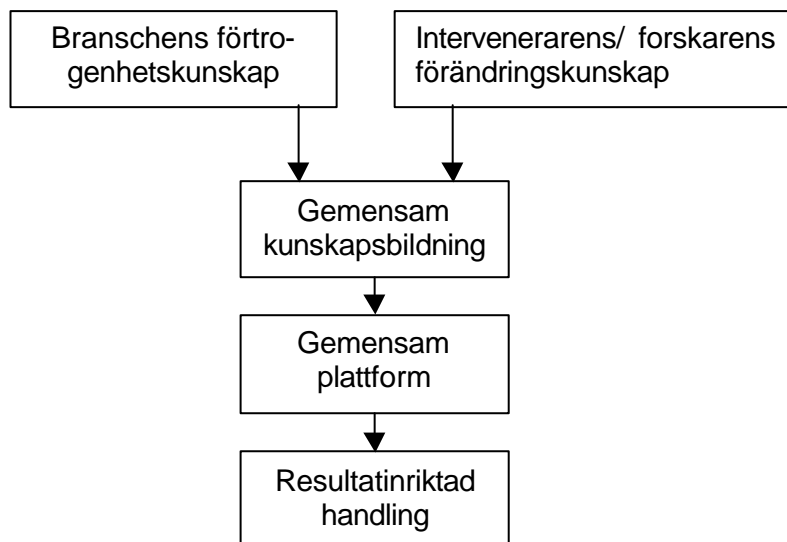 Branschens förtro-
genhetskunskap
Intervenerarens/ forskarens
förändringskunskap
Gemensam
kunskapsbildning
Gemensam
plattform
Resultatinriktad
handling